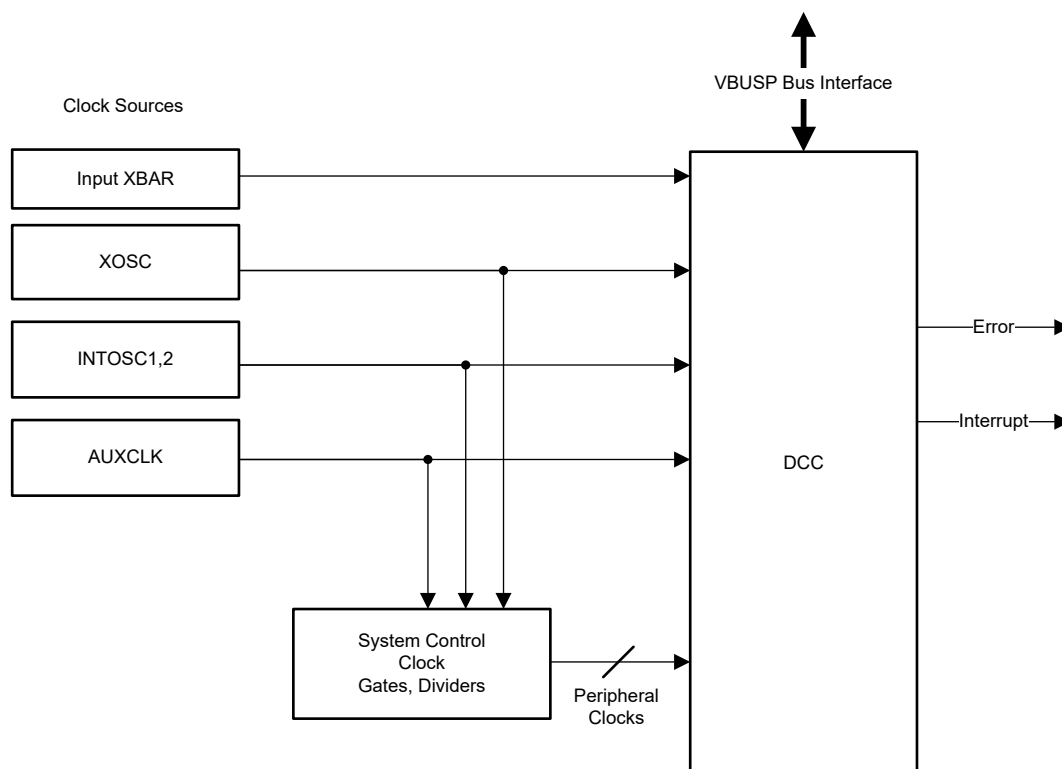 VBUSP Bus Interface
Clock Sources
Input XBAR
XOSC
INTOSC1,2
AUXCLK
DCC
Error
Interrupt
System Control
Clock
Gates, Dividers
Peripheral
Clocks